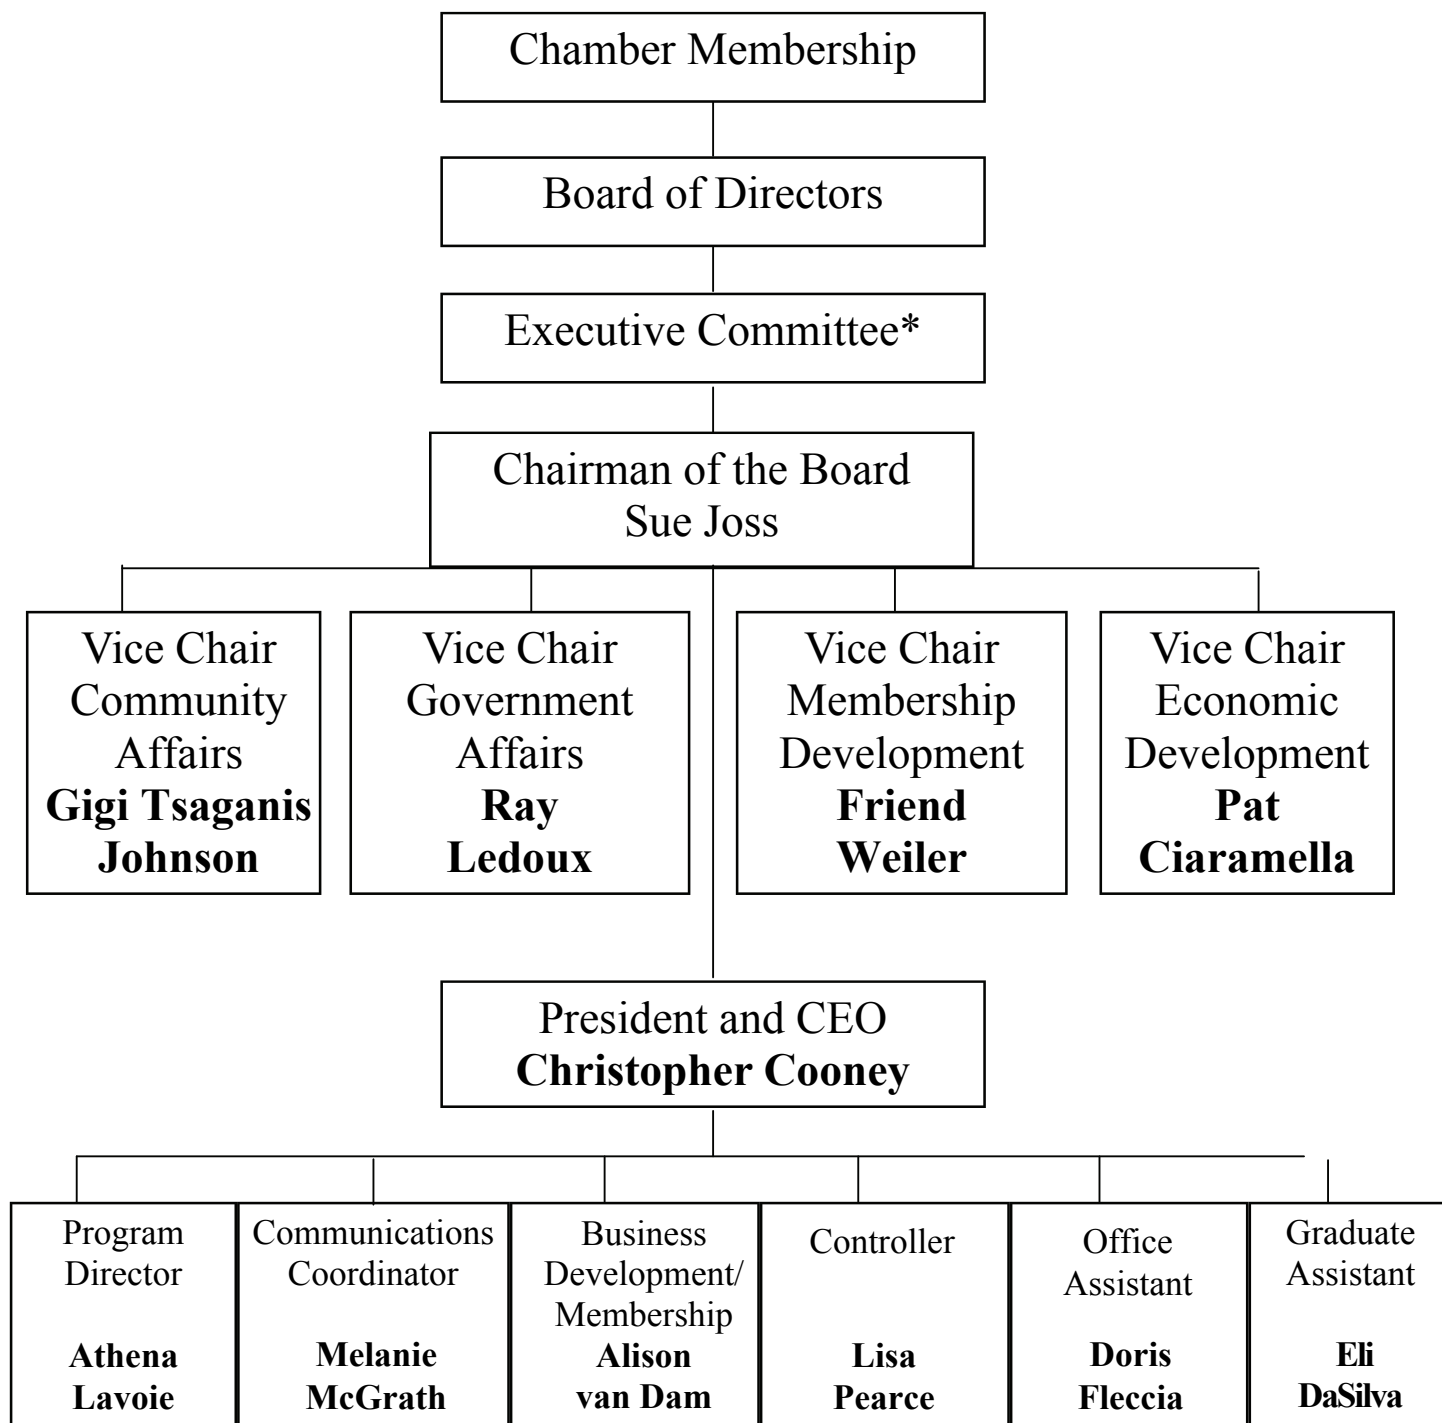 Chamber Membership
Board of Directors
Executive Committee*
Chairman of the Board
Sue Joss
Vice Chair
Community
Affairs
Gigi Tsaganis
Johnson
Vice Chair
Government
Affairs
Ray
Ledoux
Vice Chair
Membership
Development
Friend
Weiler
Vice Chair
Economic
Development
Pat
Ciaramella
President and CEO
Christopher Cooney
Program
Director
Athena
Lavoie
Communications
Coordinator
Melanie
McGrath
Business
Development/
Membership
Alison
van Dam
Controller
Lisa
Pearce
Office
Assistant
Doris
Fleccia
Graduate
Assistant
Eli
DaSilva